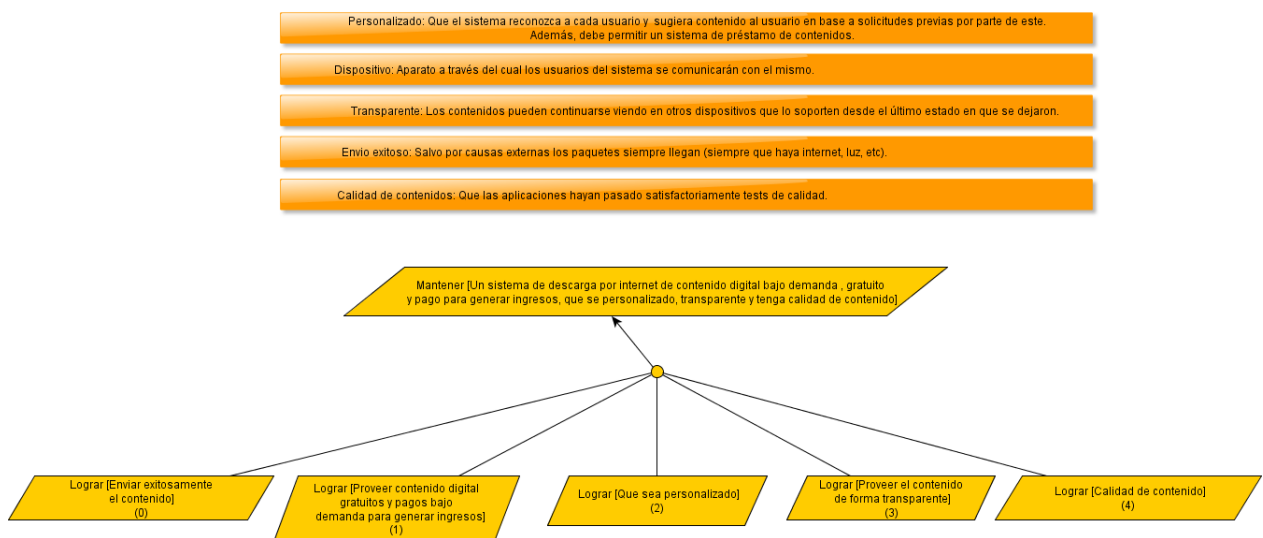 Personalizado: Que el sistema reconozca a cada usuario y sugiera contenido al usuario en base a solicitudes previas por parte de este.
Además, debe permitir un sistema de préstamo de contenidos.
Dispositivo: Aparato a través del cual los usuarios del sistema se comunicarán con el mismo.
Transparente: Los contenidos pueden continuarse viendo en otros dispositivos que lo soporten desde el último estado en que se dejaron.
Envio exitoso: Salvo por causas externas los paquetes siempre llegan (siempre que haya internet, luz, etc).
Calidad de contenidos: Que las aplicaciones hayan pasado satisfactoriamente tests de calidad.
Mantener [Un sistema de descarga por internet de contenido digital bajo demanda , gratuito
y pago para generar ingresos, que se personalizado, transparente y tenga calidad de contenido]
Lograr [Enviar exitosamente
el contenido]
(0)
Lograr [Proveer contenido digital
gratuitos y pagos bajo
demanda para generar ingresos]
(1)
Lograr [Que sea personalizado]
(2)
Lograr [Proveer el contenido
de forma transparente]
(3)
Lograr [Calidad de contenido]
(4)